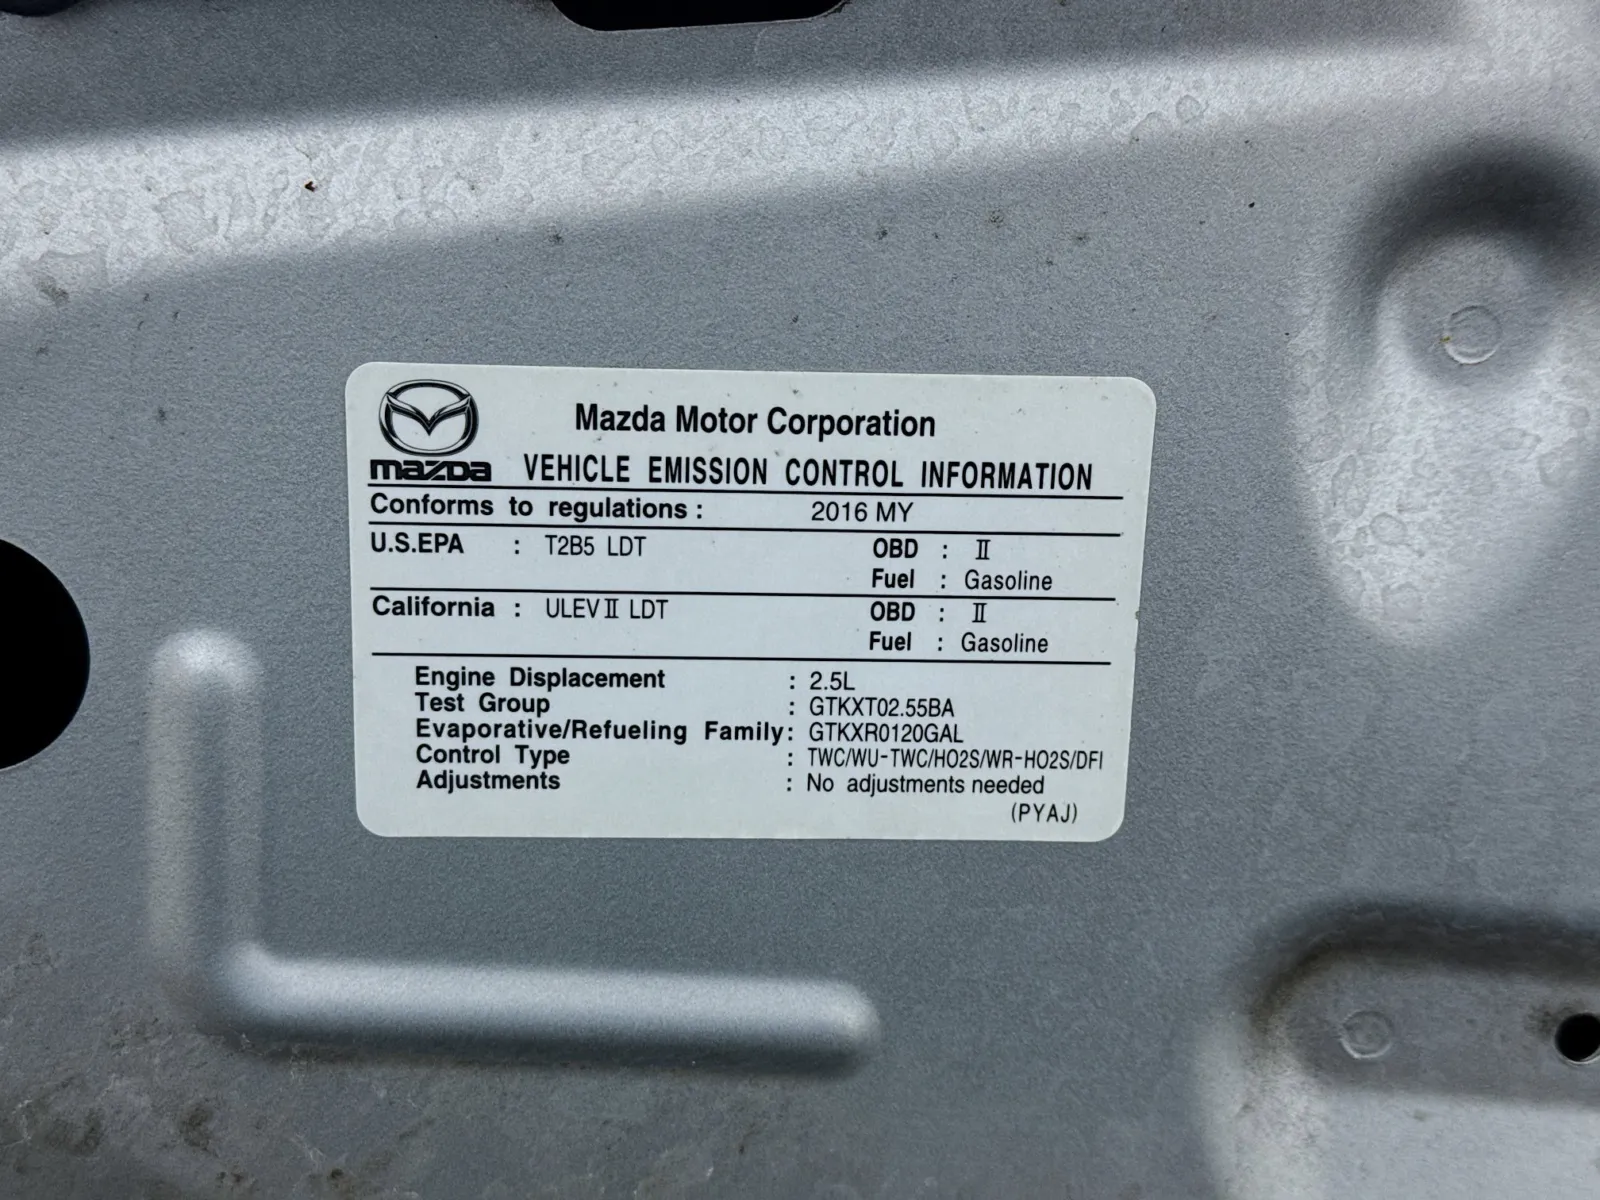 mazda
Mazda Motor Corporation
VEHICLE EMISSION CONTROL INFORMATION
Conforms to regulations : 2016 MY
U.S.EPA : T2B5 LDT OBD : II
Fuel : Gasoline
California : ULEV II LDT OBD : II
Fuel : Gasoline
Engine Displacement : 2.5L
Test Group : GTKXT02.55BA
Evaporative/Refueling Family: GTKXR0120GAL
Control Type : TWC/WU-TWC/HO2S/WR-HO2S/DFI
Adjustments : No adjustments needed
(PYAJ)